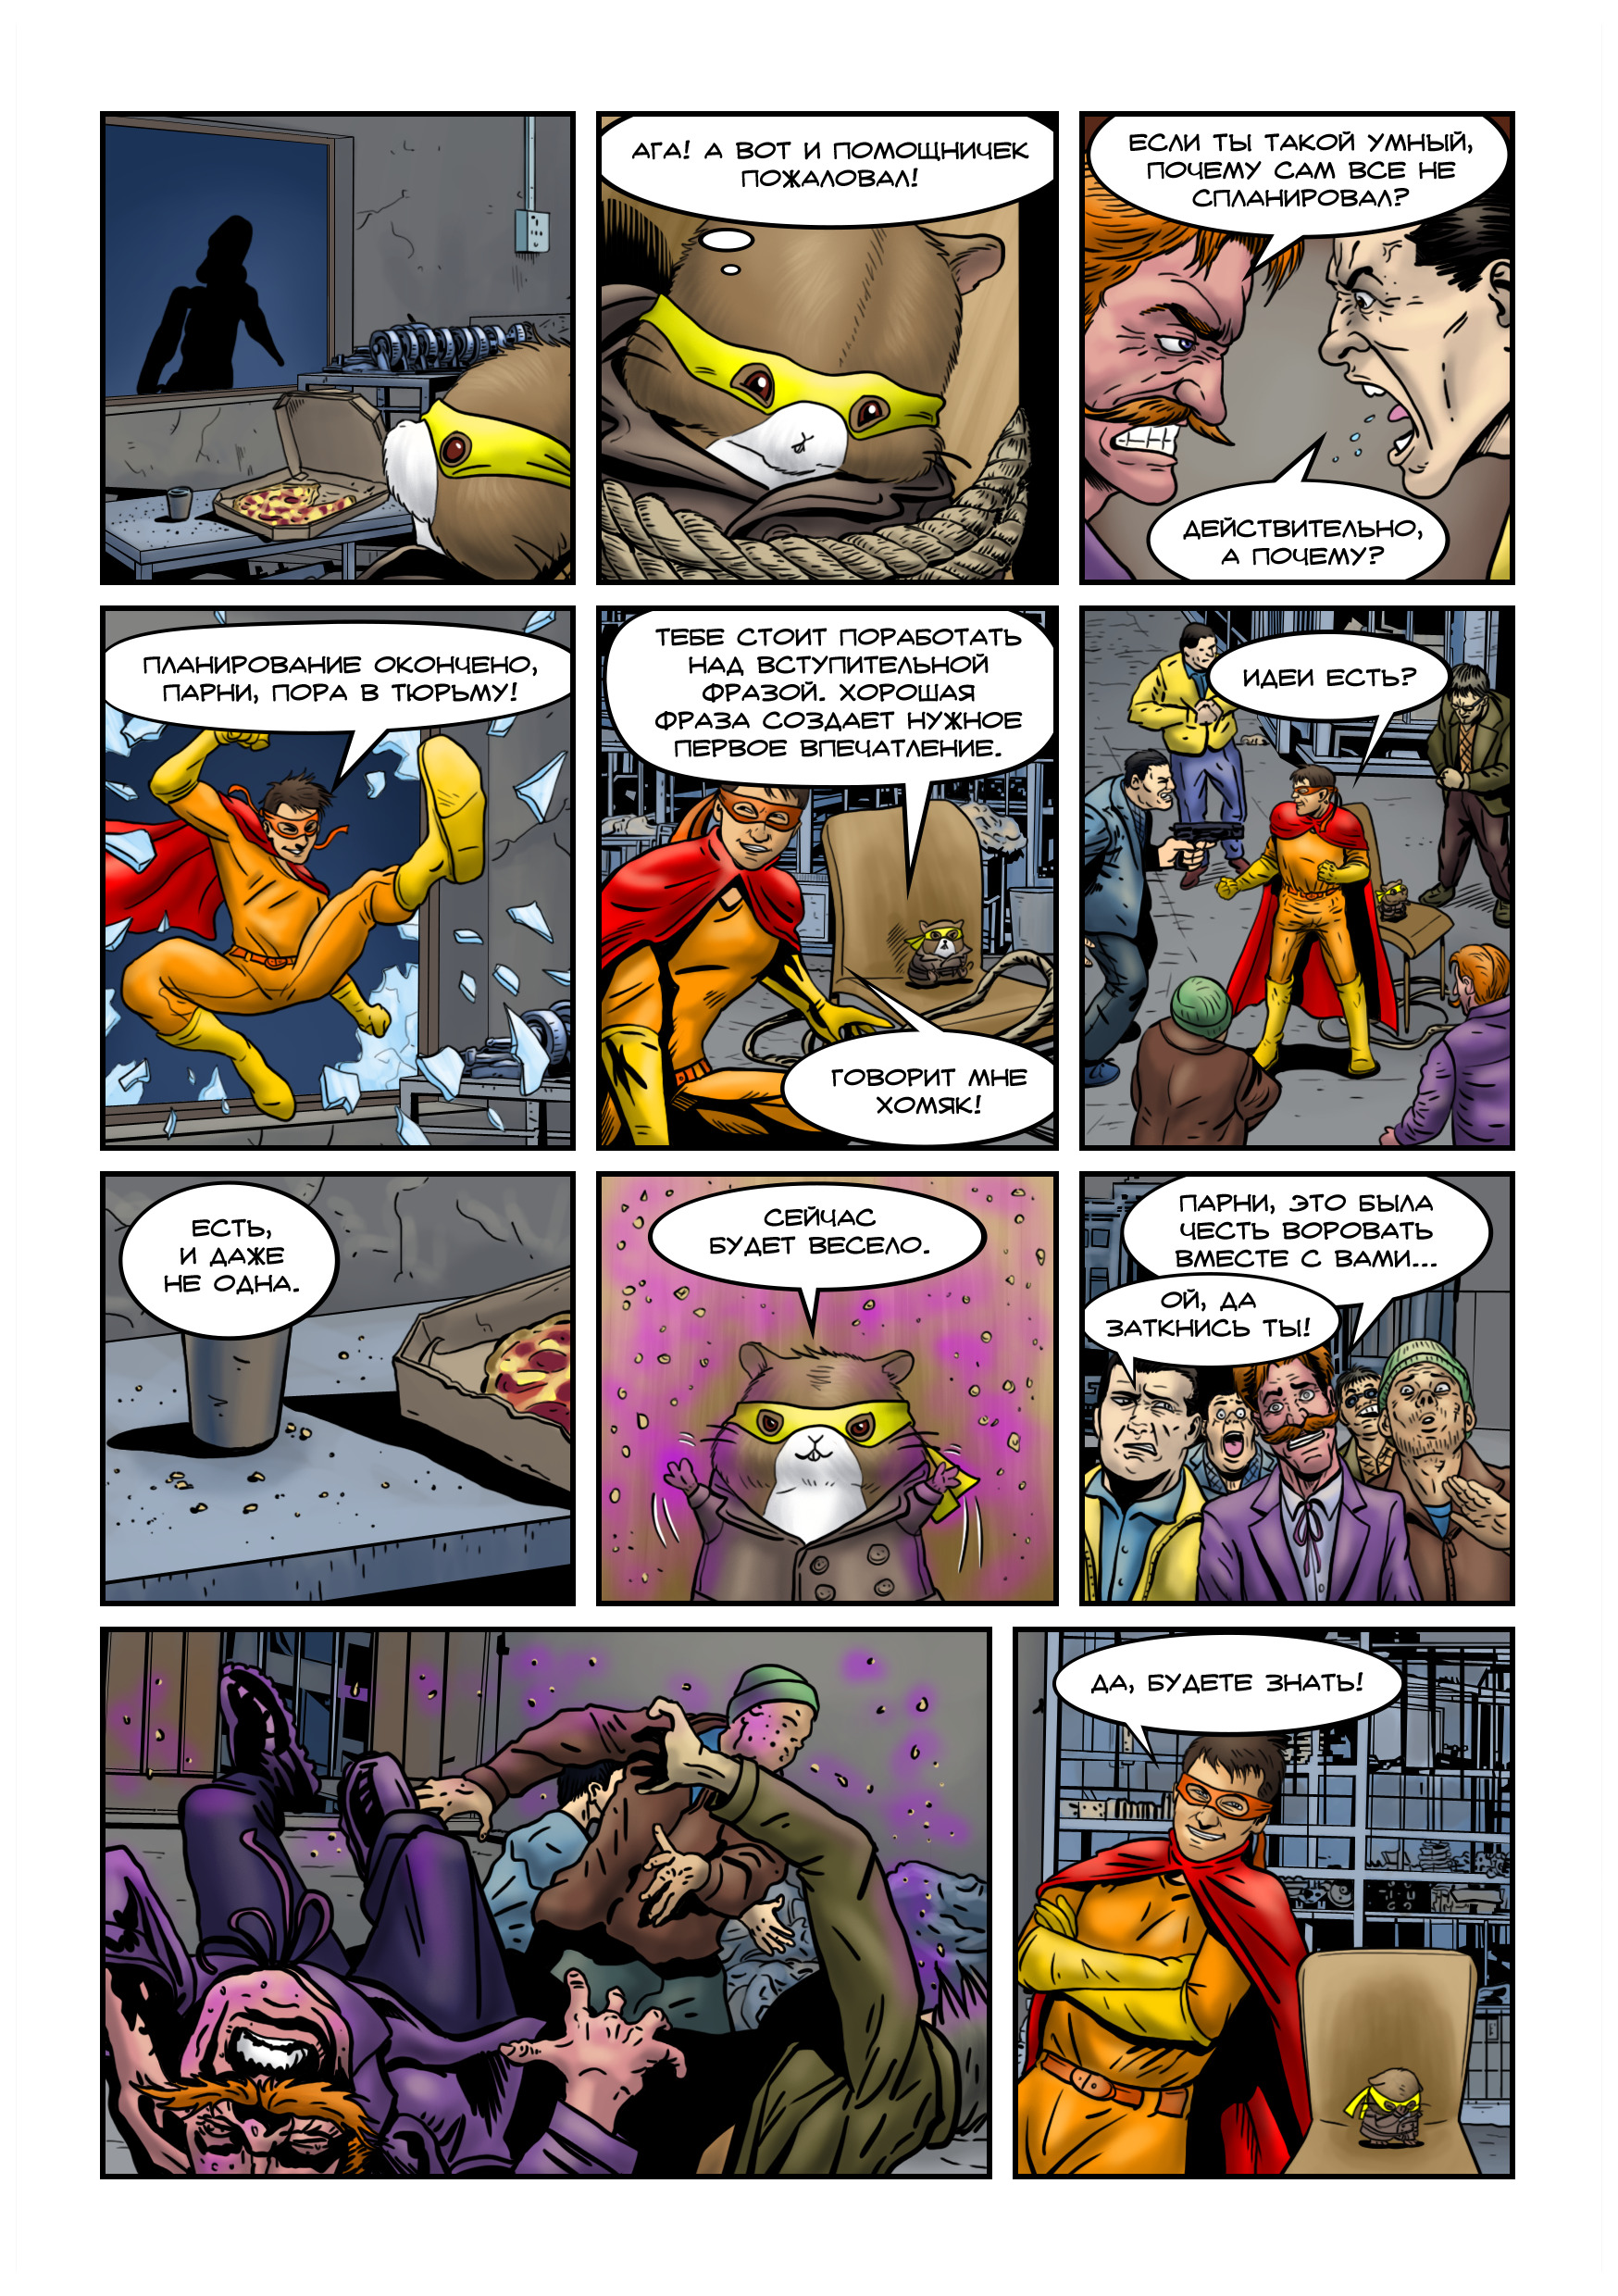 АГА! А ВОТ И ПОМОЩНИЧЕК
ПОЖАЛОВАЛ!
ЕСЛИ ТЫ ТАКОЙ УМНЫЙ,
ПОЧЕМУ САМ ВСЕ НЕ
СПЛАНИРОВАЛ?
ДЕЙСТВИТЕЛЬНО,
А ПОЧЕМУ?
ПЛАНИРОВАНИЕ ОКОНЧЕНО,
ПАРНИ, ПОРА В ТЮРЬМУ!
ТЕБЕ СТОИТ ПОРАБОТАТЬ
НАД ВСТУПИТЕЛЬНОЙ
ФРАЗОЙ. ХОРОШАЯ
ФРАЗА СОЗДАЕТ НУЖНОЕ
ПЕРВОЕ ВПЕЧАТЛЕНИЕ.
ГОВОРИТ МНЕ
ХОМЯК!
ИДЕИ ЕСТЬ?
ЕСТЬ,
И ДАЖЕ
НЕ ОДНА.
СЕЙЧАС
БУДЕТ ВЕСЕЛО.
ПАРНИ, ЭТО БЫЛА
ЧЕСТЬ ВОРОВАТЬ
ВМЕСТЕ С ВАМИ...
ОЙ, ДА
ЗАТКНИСЬ ТЫ!
ДА, БУДЕТЕ ЗНАТЬ!